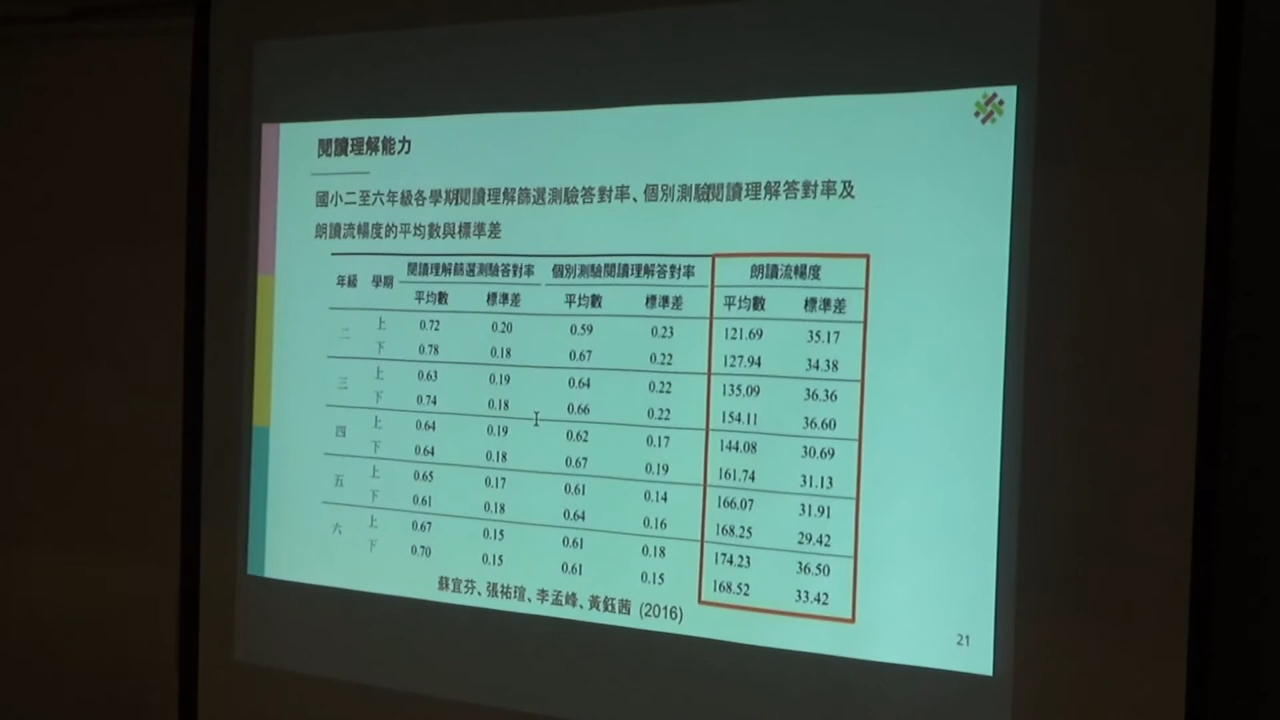 閱讀理解能力
國小二至六年級各學期閱讀理解篩選測驗答對率、個別測驗閱讀理解答對率及
朗讀流暢度的平均數與標準差
年級 學期 閱讀理解篩選測驗答對率 個別測驗閱讀理解答對率 朗讀流暢度
平均數 標準差 平均數 標準差 平均數 標準差
二 上 0.72 0.20 0.59 0.23 121.69 35.17
下 0.78 0.18 0.67 0.22 127.94 34.38
三 上 0.63 0.19 0.64 0.22 135.09 36.36
下 0.74 0.18 0.66 0.22 154.11 36.60
四 上 0.64 0.19 0.62 0.17 144.08 30.69
下 0.64 0.18 0.67 0.19 161.74 31.13
五 上 0.65 0.17 0.61 0.14 166.07 31.91
下 0.61 0.18 0.64 0.16 168.25 29.42
六 上 0.67 0.15 0.61 0.18 174.23 36.50
下 0.70 0.15 0.61 0.15 168.52 33.42
蘇宜芬、張祐瑄、李孟峰、黃鈺茜 (2016)
21